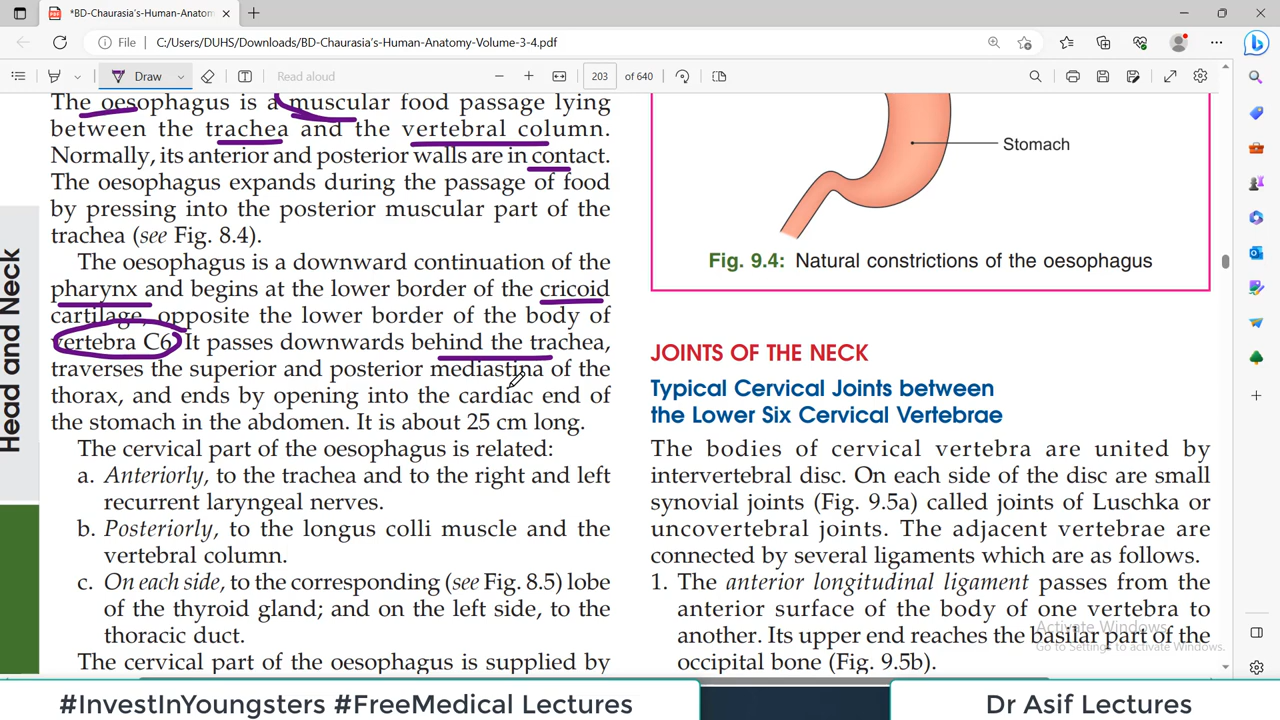 *BD-Chaurasia's-Human-Anatom
File C:/Users/DUHS/Downloads/BD-Chaurasia's-Human-Anatomy-Volume-3-4.pdf
Draw Read aloud 203 of 640
Head and Neck
The oesophagus is a muscular food passage lying
between the trachea and the vertebral column.
Normally, its anterior and posterior walls are in contact.
The oesophagus expands during the passage of food
by pressing into the posterior muscular part of the
trachea (see Fig. 8.4).
The oesophagus is a downward continuation of the
pharynx and begins at the lower border of the cricoid
cartilage, opposite the lower border of the body of
vertebra C6. It passes downwards behind the trachea,
traverses the superior and posterior mediastina of the
thorax, and ends by opening into the cardiac end of
the stomach in the abdomen. It is about 25 cm long.
The cervical part of the oesophagus is related:
a. Anteriorly, to the trachea and to the right and left
recurrent laryngeal nerves.
b. Posteriorly, to the longus colli muscle and the
vertebral column.
c. On each side, to the corresponding (see Fig. 8.5) lobe
of the thyroid gland; and on the left side, to the
thoracic duct.
The cervical part of the oesophagus is supplied by
Stomach
Fig. 9.4: Natural constrictions of the oesophagus
JOINTS OF THE NECK
Typical Cervical Joints between
the Lower Six Cervical Vertebrae
The bodies of cervical vertebra are united by
intervertebral disc. On each side of the disc are small
synovial joints (Fig. 9.5a) called joints of Luschka or
uncovertebral joints. The adjacent vertebrae are
connected by several ligaments which are as follows.
1. The anterior longitudinal ligament passes from the
anterior surface of the body of one vertebra to
another. Its upper end reaches the basilar part of the
occipital bone (Fig. 9.5b).
Activate Windows
Go to Settings to activate Windows.
#InvestInYoungsters #FreeMedical Lectures
Dr Asif Lectures